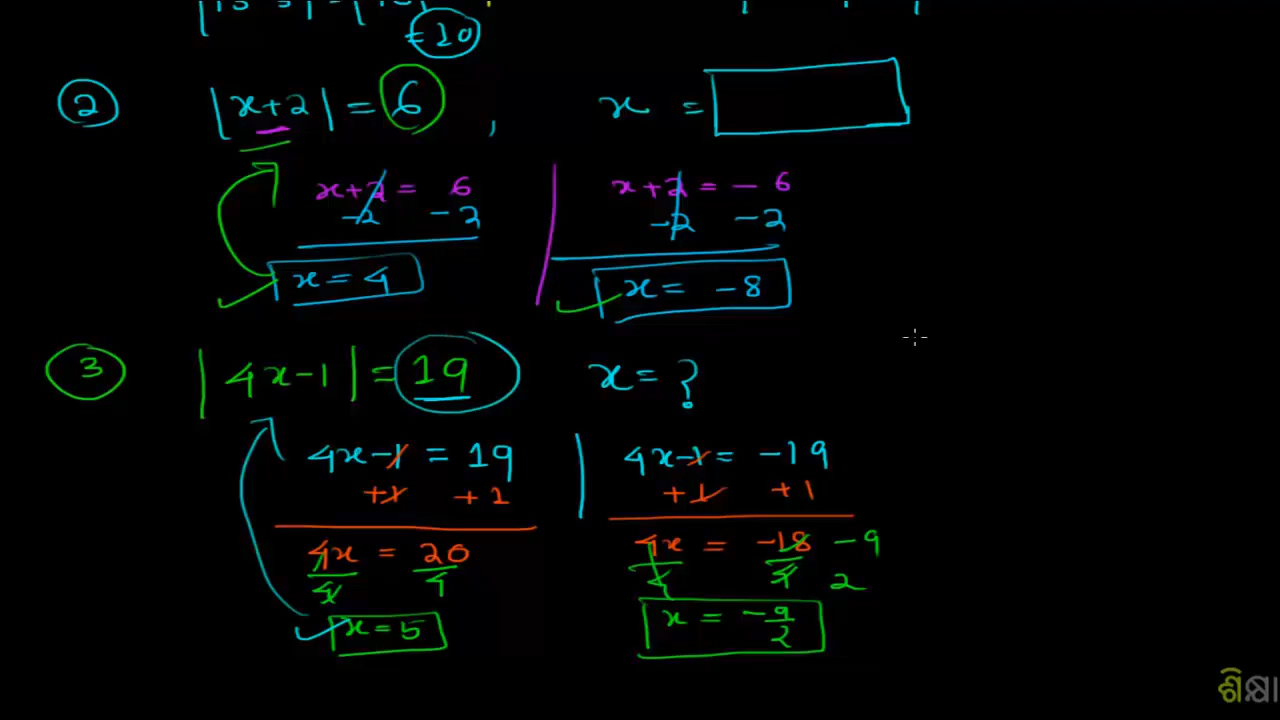 = 20
2 |x+2| = 6 , x =
x+2 = 6 x+2 = - 6
-2 -2 -2 -2
x = 4 x = -8
3 |4x-1| = 19 x = ?
4x-1 = 19 4x-1 = -19
+1 +1 +1 +1
4x = 20 4x = -18 -9
4 4 4 4 2
x = 5 x = -9/2
ଶିକ୍ଷା